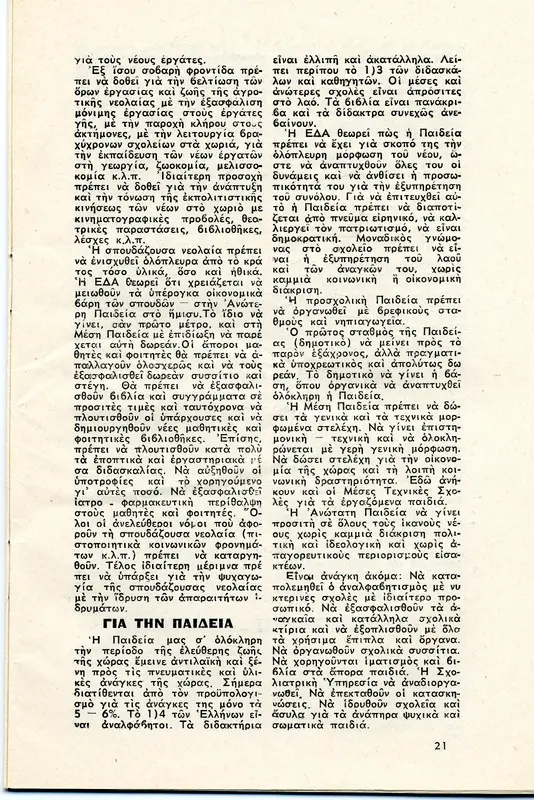 γιὰ τοὺς νέους ἐργάτες.
Ἐξ ἴσου σοβαρὴ φροντίδα πρέ-
πει νὰ δοθεῖ γιὰ τὴν βελτίωση τῶν
ὅρων ἐργασίας καὶ ζωῆς τῆς ἀγρο-
τικῆς νεολαίας μὲ τὴν ἐξασφάλιση
μόνιμης ἐργασίας στοὺς ἐργάτες
γῆς, μὲ τὴν παροχὴ κλήρου στοὺς
ἀκτήμονες, μὲ τὴν λειτουργία βρα-
χύχρονων σχολείων στὰ χωριά, γιὰ
τὴν ἐκπαίδευση τῶν νέων ἐργατῶν
στὴ γεωργία, ζωοκομία, μελισσο-
κομία κ.λ.π. Ἰδιαίτερη προσοχὴ
πρέπει νὰ δοθεῖ γιὰ τὴν ἀνάπτυξη
καὶ τὴν τόνωση τῆς ἐκπολιτιστικῆς
κινήσεως τῶν νέων στὸ χωριὸ μὲ
κινηματογραφικὲς προβολές, θεα-
τρικὲς παραστάσεις, βιβλιοθῆκες,
λέσχες κ.λ.π.
Ἡ σπουδάζουσα νεολαία πρέπει
νὰ ἐνισχυθεῖ ὁλόπλευρα ἀπὸ τὸ κρά
τος τόσο ὑλικά, ὅσο καὶ ἠθικά.
Ἡ ΕΔΑ θεωρεῖ ὅτι χρειάζεται νὰ
μειωθοῦν τὰ ὑπέρογκα οἰκονομικὰ
βάρη τῶν σπουδῶν — στὴν Ἀνώτε-
ρη Παιδεία στὸ ἥμισυ. Τὸ ἴδιο νὰ
γίνει, σὰν πρῶτο μέτρο, καὶ στὴ
Μέση Παιδεία μὲ ἐπιδίωξη νὰ παρέ
χεται αὐτὴ δωρεάν. Οἱ ἄποροι μα-
θητὲς καὶ φοιτητὲς θὰ πρέπει νὰ ἀ-
παλλαγοῦν ὁλοσχερῶς καὶ νὰ τοὺς
ἐξασφαλισθεῖ δωρεὰν συσσίτιο καὶ
στέγη. Θὰ πρέπει νὰ ἐξασφαλι-
σθοῦν βιβλία καὶ συγγράμματα σὲ
προσιτὲς τιμὲς καὶ ταυτόχρονα νὰ
πλουτισθοῦν οἱ ὑπάρχουσες καὶ νὰ
δημιουργηθοῦν νέες μαθητικὲς καὶ
φοιτητικὲς βιβλιοθῆκες. Ἐπίσης,
πρέπει νὰ πλουτισθοῦν κατὰ πολὺ
τὰ ἐποπτικὰ καὶ ἐργαστηριακὰ μέ
σα διδασκαλίας. Νὰ αὐξηθοῦν οἱ
ὑποτροφίες καὶ τὸ χορηγούμενο
γι' αὐτὲς ποσό. Νὰ ἐξασφαλισθεῖ
ἰατρο - φαρμακευτικὴ περίθαλψη
στοὺς μαθητὲς καὶ φοιτητές. Ὅ-
λοι οἱ ἀνελεύθεροι νόμοι ποὺ ἀφο-
ροῦν τὴ σπουδάζουσα νεολαία (πι-
στοποιητικὰ κοινωνικῶν φρονημά-
των κ.λ.π.) πρέπει νὰ καταργη-
θοῦν. Τέλος ἰδιαίτερη μέριμνα πρέ
πει νὰ ὑπάρξει γιὰ τὴν ψυχαγω-
γία τῆς σπουδάζουσας νεολαίας
μὲ τὴν ἵδρυση τῶν ἀπαραιτήτων ἱ-
δρυμάτων.
ΓΙΑ ΤΗΝ ΠΑΙΔΕΙΑ
Ἡ Παιδεία μας σ' ὁλόκληρη
τὴν περίοδο τῆς ἐλεύθερης ζωῆς
τῆς χώρας ἔμεινε ἀντιλαϊκὴ καὶ ξέ-
νη πρὸς τὶς πνευματικὲς καὶ ὑλι-
κὲς ἀνάγκες τῆς χώρας. Σήμερα
διατίθενται ἀπὸ τὸν προϋπολογι-
σμὸ γιὰ τὶς ἀνάγκες της μόνο τὰ
5 — 6%. Τὸ 1)4 τῶν Ἑλλήνων εἶ-
ναι ἀναλφάβητοι. Τὰ διδακτήρια
εἶναι ἐλλιπῆ καὶ ἀκατάλληλα. Λεί-
πει περίπου τὸ 1)3 τῶν διδασκά-
λων καὶ καθηγητῶν. Οἱ μέσες καὶ
ἀνώτερες σχολὲς εἶναι ἀπρόσιτες
στὸ λαό. Τὰ βιβλία εἶναι πανάκρι-
βα καὶ τὰ δίδακτρα συνεχῶς ἀνε-
βαίνουν.
Ἡ ΕΔΑ θεωρεῖ πὼς ἡ Παιδεία
πρέπει νὰ ἔχει γιὰ σκοπό της τὴν
ὁλόπλευρη μόρφωση τοῦ νέου, ὥ-
στε νὰ ἀναπτυχθοῦν ὅλες του οἱ
δυνάμεις καὶ νὰ ἀνθίσει ἡ προσω-
πικότητά του γιὰ τὴν ἐξυπηρέτηση
τοῦ συνόλου. Γιὰ νὰ ἐπιτευχθεῖ αὐ-
τὸ ἡ Παιδεία πρέπει νὰ διαποτί-
ζεται ἀπὸ πνεῦμα εἰρηνικό, νὰ καλ-
λιεργεῖ τὸν πατριωτισμό, νὰ εἶναι
δημοκρατική. Μοναδικὸς γνώμο-
νας στὸ σχολεῖο πρέπει νὰ εἶ-
ναι ἡ ἐξυπηρέτηση τοῦ λαοῦ
καὶ τῶν ἀναγκῶν του, χωρὶς
καμμιὰ κοινωνικὴ ἢ οἰκονομικὴ
διάκριση.
Ἡ προσχολικὴ Παιδεία πρέπει
νὰ ὀργανωθεῖ μὲ βρεφικοὺς στα-
θμοὺς καὶ νηπιαγωγεῖα.
Ὁ πρῶτος σταθμὸς τῆς Παιδεί-
ας (δημοτικὸ) νὰ μείνει πρὸς τὸ
παρὸν ἑξάχρονος, ἀλλὰ πραγματι-
κὰ ὑποχρεωτικὸς καὶ ἀπολύτως δω
ρεάν. Τὸ δημοτικὸ νὰ γίνει ἡ βά-
ση, ὅπου ὀργανικὰ νὰ ἀναπτυχθεῖ
ὁλόκληρη ἡ Παιδεία.
Ἡ Μέση Παιδεία πρέπει νὰ δώ-
σει τὰ γενικὰ καὶ τὰ τεχνικὰ μορ-
φωμένα στελέχη. Νὰ γίνει ἐπιστη-
μονικὴ — τεχνικὴ καὶ νὰ ὁλοκλη-
ρώνεται μὲ γερὴ γενικὴ μόρφωση.
Νὰ δώσει στελέχη γιὰ τὴν οἰκονο-
μία τῆς χώρας καὶ τὴ λοιπὴ κοι-
νωνικὴ δραστηριότητα. Ἐδῶ ἀνή-
κουν καὶ οἱ Μέσες Τεχνικὲς Σχο-
λὲς γιὰ τὰ ἐργαζόμενα παιδιά.
Ἡ Ἀνώτατη Παιδεία νὰ γίνει
προσιτὴ σὲ ὅλους τοὺς ἱκανοὺς νέ-
ους χωρὶς καμμιὰ διάκριση πολι-
τικὴ καὶ ἰδεολογικὴ καὶ χωρὶς ἀ-
παγορευτικοὺς περιορισμοὺς εἰσα-
κτέων.
Εἶναι ἀνάγκη ἀκόμα: Νὰ κατα-
πολεμηθεῖ ὁ ἀναλφαβητισμὸς μὲ νυ
κτερινὲς σχολὲς μὲ ἰδιαίτερο προ-
σωπικό. Νὰ ἐξασφαλισθοῦν τὰ ἀ-
ναγκαῖα καὶ κατάλληλα σχολικὰ
κτίρια καὶ νὰ ἐξοπλισθοῦν μὲ ὅλα
τὰ χρήσιμα ἔπιπλα καὶ ὄργανα.
Νὰ ὀργανωθοῦν σχολικὰ συσσίτια.
Νὰ χορηγοῦνται ἱματισμὸς καὶ βι-
βλία στὰ ἄπορα παιδιά. Ἡ Σχο-
λιατρικὴ Ὑπηρεσία νὰ ἀναδιοργα-
νωθεῖ. Νὰ ἐπεκταθοῦν οἱ κατασκη-
νώσεις. Νὰ ἱδρυθοῦν σχολεῖα καὶ
ἄσυλα γιὰ τὰ ἀνάπηρα ψυχικὰ καὶ
σωματικὰ παιδιά.
21